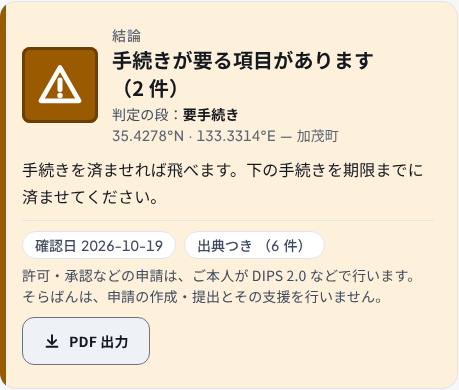 結論
手続きが要る項目があります
（2 件）
判定の段：要手続き
35.4278°N · 133.3314°E — 加茂町
手続きを済ませれば飛べます。下の手続きを期限までに
済ませてください。
確認日 2026-10-19 出典つき （6 件）
許可・承認などの申請は、ご本人が DIPS 2.0 などで行います。
そらばんは、申請の作成・提出とその支援を行いません。
PDF 出力